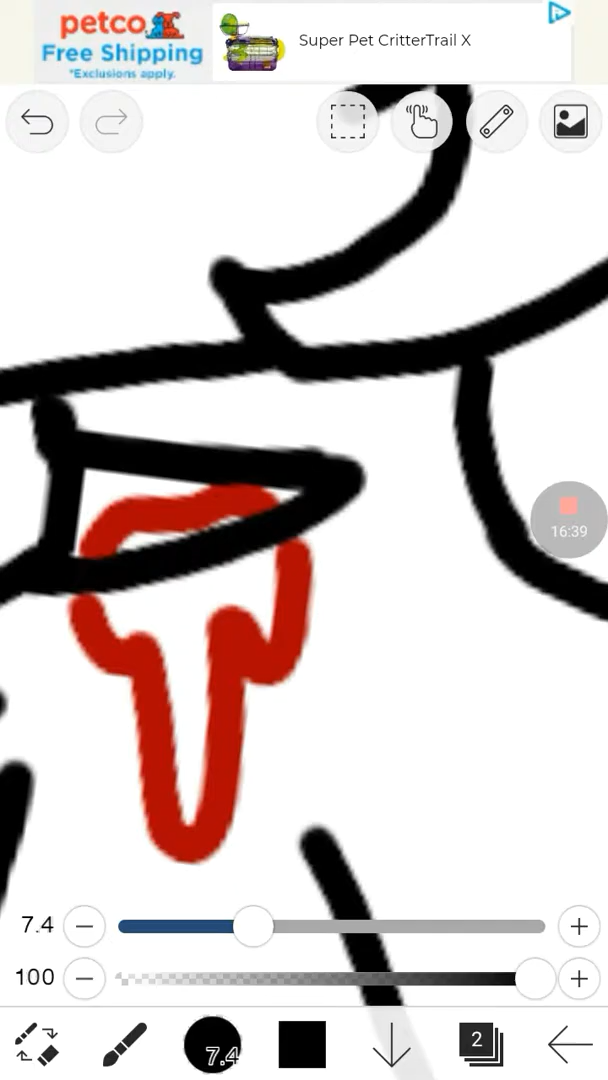 petco
Free Shipping
*Exclusions apply.
Super Pet CritterTrail X
16:39
7.4
100
7.4
2